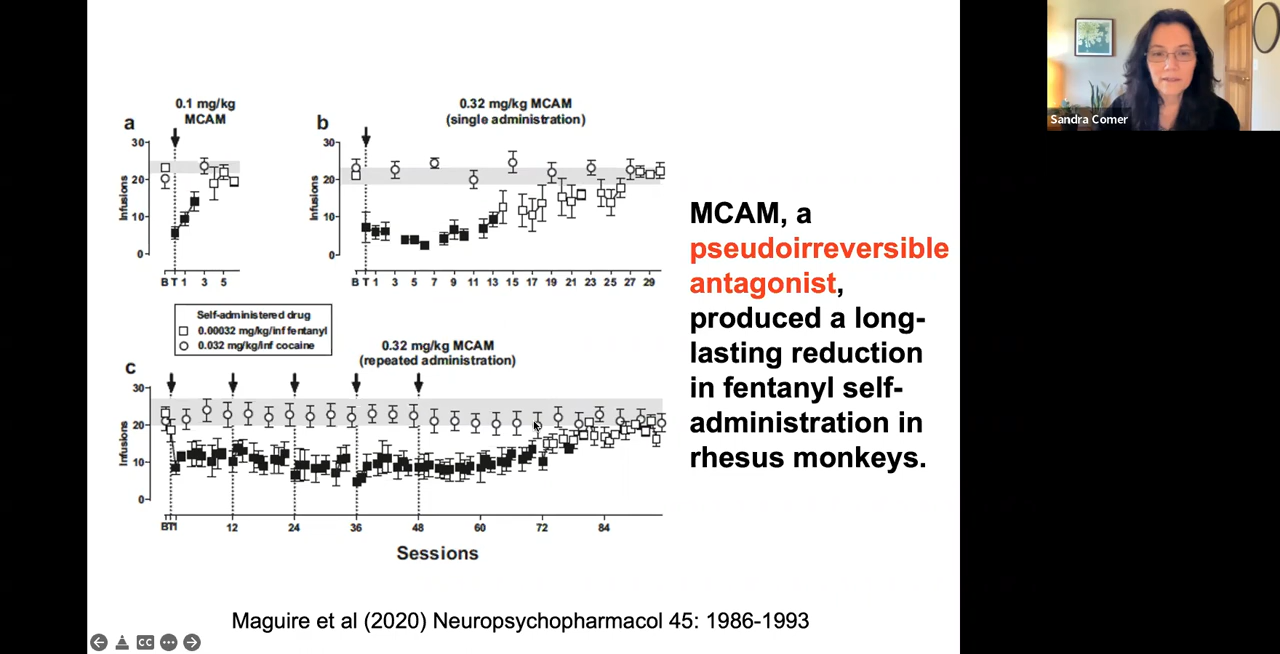 Sandra Comer
0.1 mg/kg
MCAM
a
30
20
10
0
Infusions
B T 1 3 5
0.32 mg/kg MCAM
(single administration)
b
30
20
10
0
Infusions
B T 1 3 5 7 9 11 13 15 17 19 21 23 25 27 29
Self-administered drug
0.00032 mg/kg/inf fentanyl
0.032 mg/kg/inf cocaine
0.32 mg/kg MCAM
(repeated administration)
c
30
20
10
0
Infusions
BT1 12 24 36 48 60 72 84
Sessions
MCAM, a
pseudoirreversible
antagonist,
produced a long-
lasting reduction
in fentanyl self-
administration in
rhesus monkeys.
Maguire et al (2020) Neuropsychopharmacol 45: 1986-1993
CC